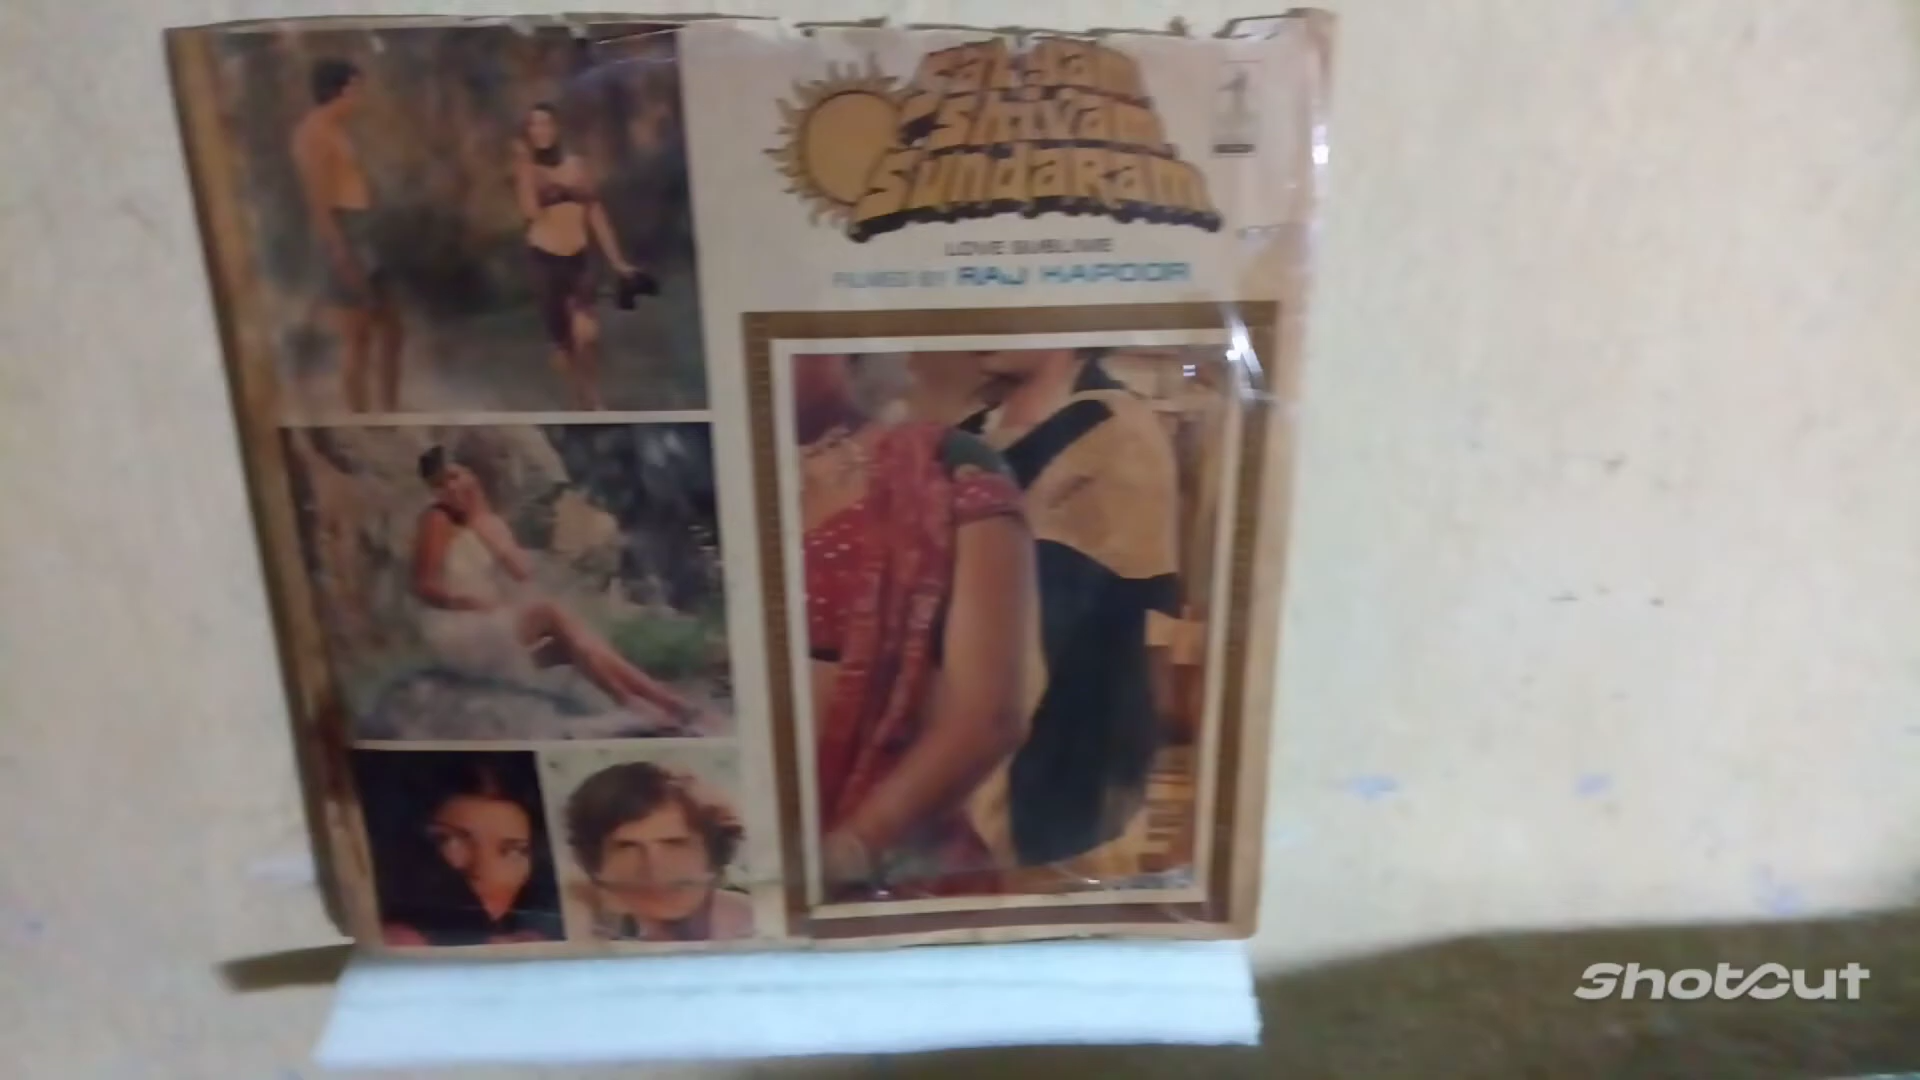 Satyam
Shivam
Sundaram
LOVE SUBLIME
FILMED BY RAJ KAPOOR
ShotCut